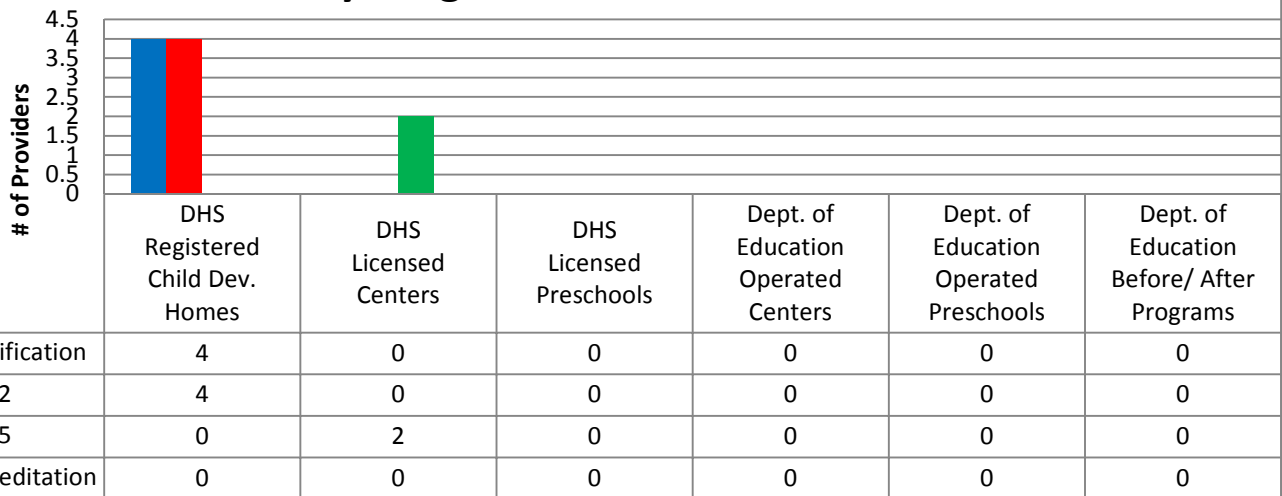 4.5
4
3.5
3
2.5
2
1.5
1
0.5
0
# of Providers
DHS
Registered
Child Dev.
Homes
DHS
Licensed
Centers
DHS
Licensed
Preschools
Dept. of
Education
Operated
Centers
Dept. of
Education
Operated
Preschools
Dept. of
Education
Before/ After
Programs
ification 4 0 0 0 0 0
2 4 0 0 0 0 0
5 0 2 0 0 0 0
editation 0 0 0 0 0 0